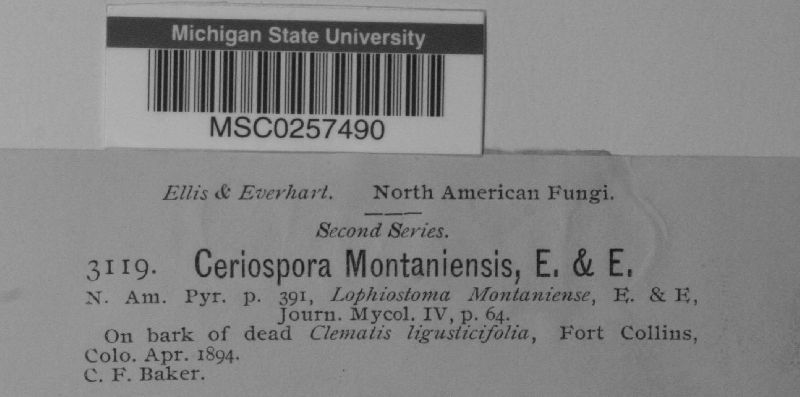 Michigan State University
MSC0257490
Ellis & Everhart. North American Fungi.
Second Series.
3119. Ceriospora Montaniensis, E. & E.
N. Am. Pyr. p. 391, Lophiostoma Montaniense, E. & E,
Journ. Mycol. IV, p. 64.
On bark of dead Clematis ligusticifolia, Fort Collins,
Colo. Apr. 1894.
C. F. Baker.